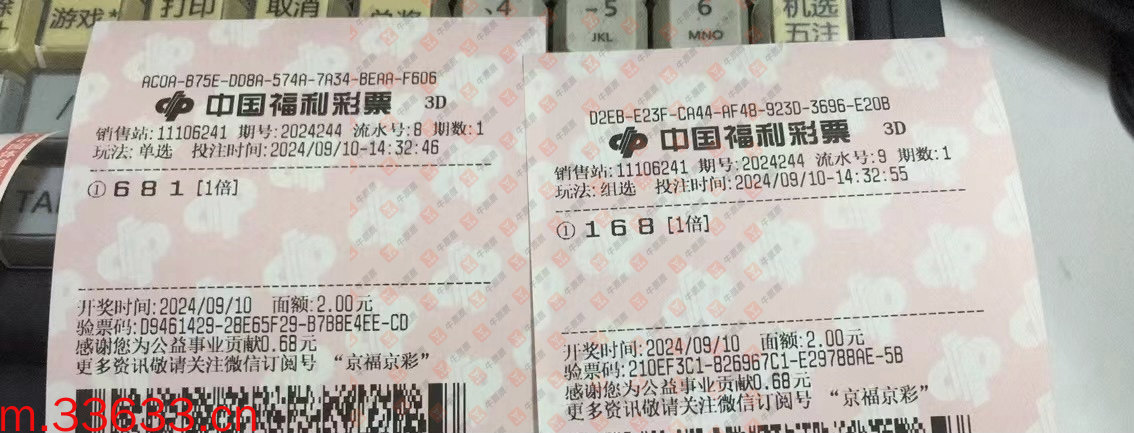 游戏* 打印 取消 单奖 4 -5 6 机选
JKL MNO 五注
AC0A-B75E-DD8A-574A-7A34-BEAA-F606
中国福利彩票 3D
销售站:11106241 期号:2024244 流水号:8 期数:1
玩法:单选 投注时间:2024/09/10-14:32:46
① 6 8 1 [1倍]
开奖时间:2024/09/10 面额:2.00元
验票码:D9461429-28E65F29-B7B8E4EE-CD
感谢您为公益事业贡献0.68元
更多资讯敬请关注微信订阅号 “京福京彩”
D2EB-E23F-CA44-AF48-923D-3696-E20B
中国福利彩票 3D
销售站:11106241 期号:2024244 流水号:9 期数:1
玩法:组选 投注时间:2024/09/10-14:32:55
① 1 6 8 [1倍]
开奖时间:2024/09/10 面额:2.00元
验票码:210EF3C1-826967C1-E297B8AE-5B
感谢您为公益事业贡献0.68元
更多资讯敬请关注微信订阅号 “京福京彩”
TA
m.33633.cn